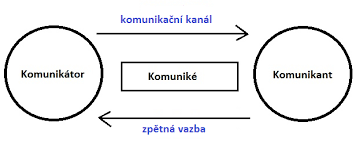 komunikační kanál
Komunikátor
Komuniké
Komunikant
zpětná vazba